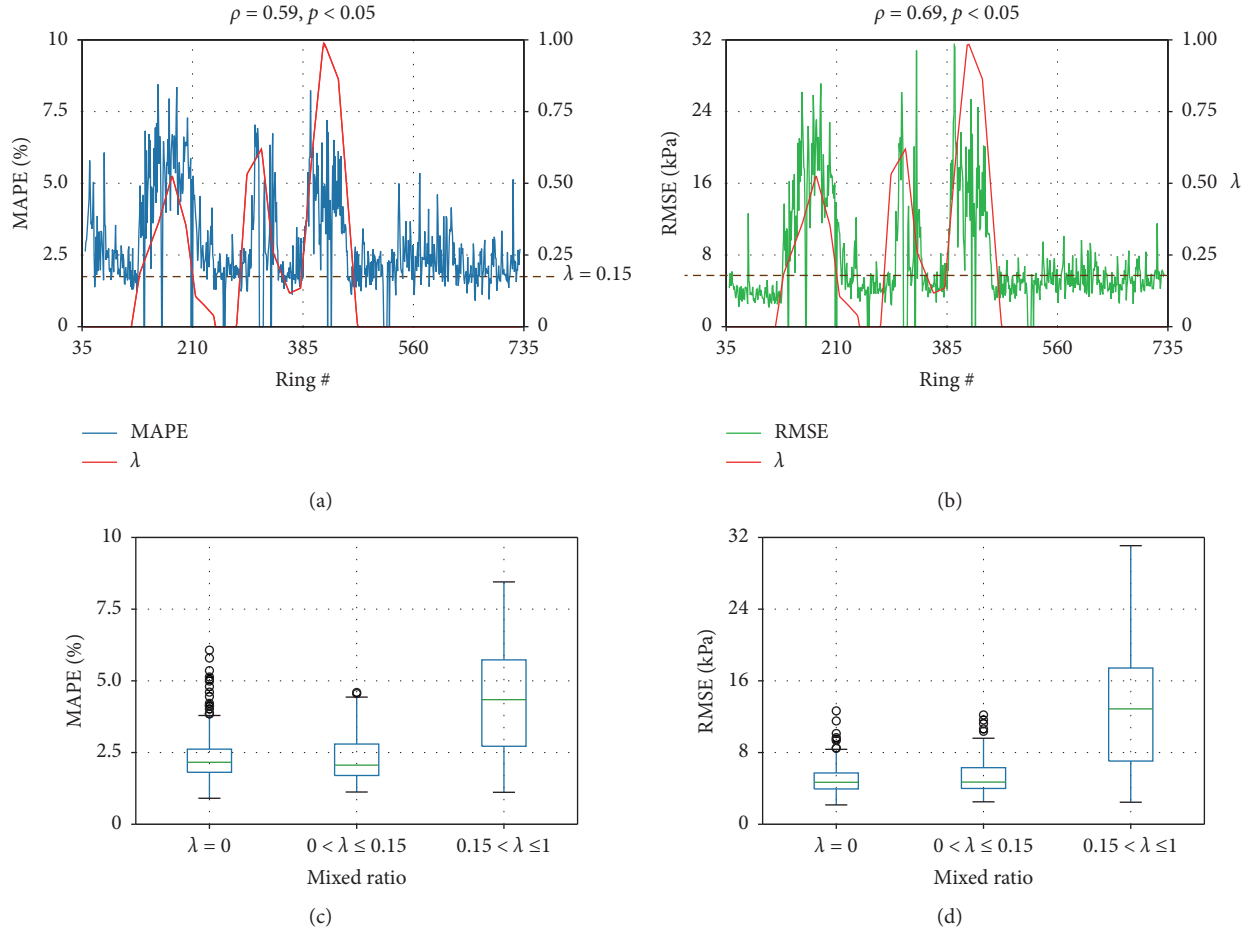 ρ = 0.59, p < 0.05
10
7.5
5.0
2.5
0
MAPE (%)
1.00
0.75
0.50
0.25
0
λ = 0.15
35
210
385
560
735
Ring #
MAPE
λ
(a)
ρ = 0.69, p < 0.05
32
24
16
8
0
RMSE (kPa)
1.00
0.75
0.50
0.25
0
λ
35
210
385
560
735
Ring #
RMSE
λ
(b)
10
7.5
5.0
2.5
0
MAPE (%)
λ = 0
0 < λ ≤ 0.15
0.15 < λ ≤1
Mixed ratio
(c)
32
24
16
8
0
RMSE (kPa)
λ = 0
0 < λ ≤ 0.15
0.15 < λ ≤1
Mixed ratio
(d)